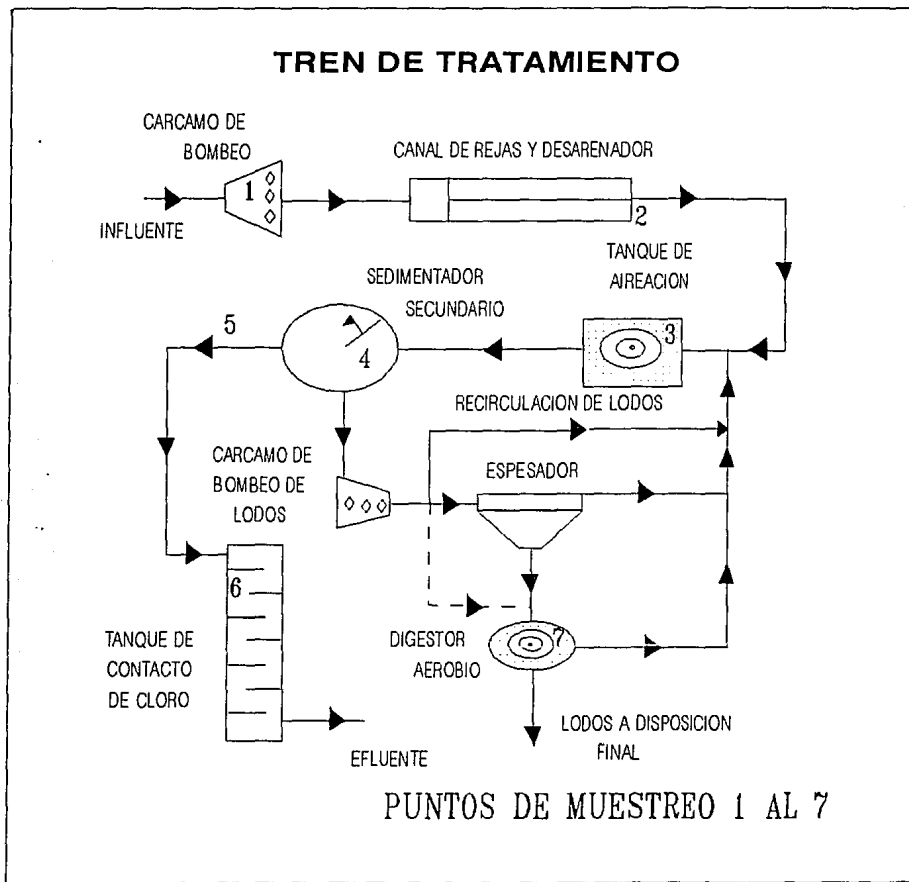 TREN DE TRATAMIENTO
CARCAMO DE
BOMBEO
1
INFLUENTE
CANAL DE REJAS Y DESARENADOR
2
TANQUE DE
AIREACION
3
SEDIMENTADOR
SECUNDARIO
4
5
RECIRCULACION DE LODOS
CARCAMO DE
BOMBEO DE
LODOS
ESPESADOR
6
TANQUE DE
CONTACTO
DE CLORO
EFLUENTE
DIGESTOR
AEROBIO
7
LODOS A DISPOSICION
FINAL
PUNTOS DE MUESTREO 1 AL 7